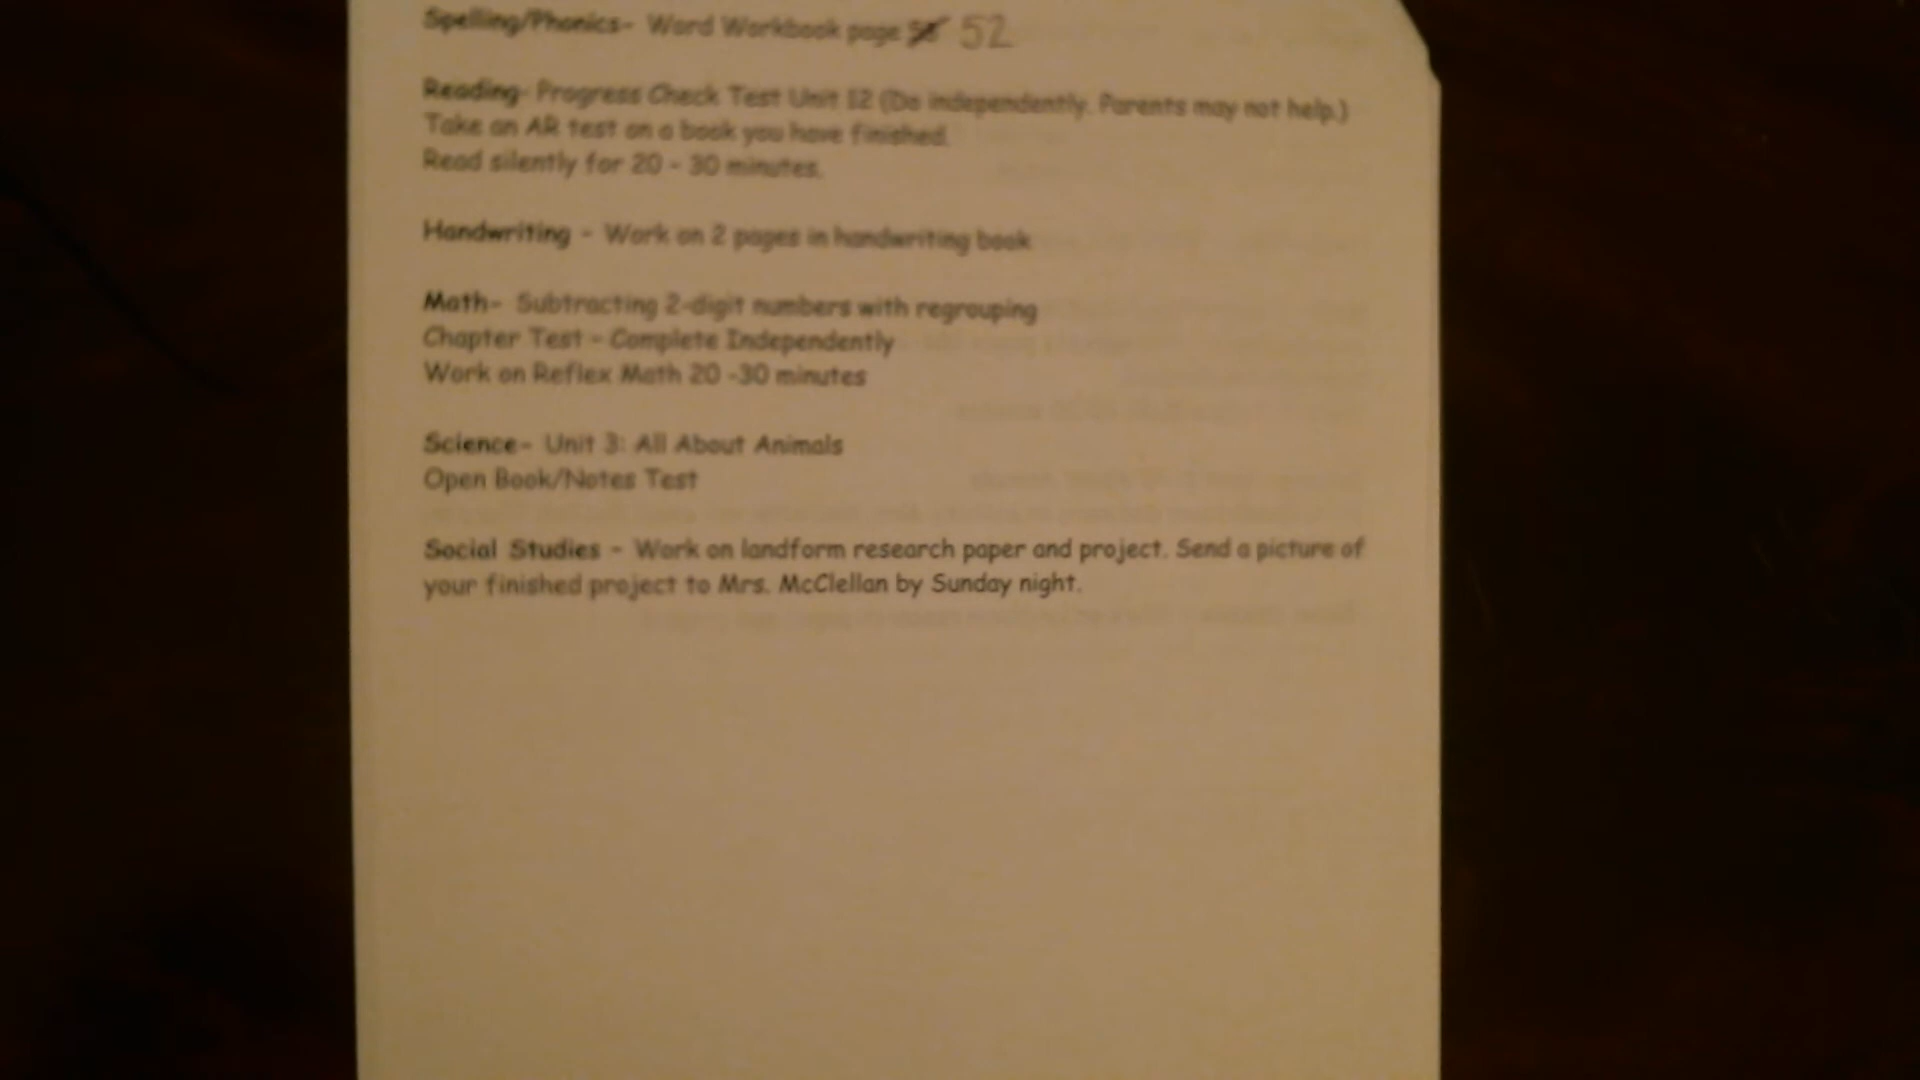 Spelling/Phonics- Word Workbook page 52
Reading- Progress Check Test Unit 12 (Do independently. Parents may not help.)
Take an AR test on a book you have finished.
Read silently for 20 - 30 minutes.
Handwriting - Work on 2 pages in handwriting book
Math- Subtracting 2-digit numbers with regrouping
Chapter Test - Complete Independently
Work on Reflex Math 20 -30 minutes
Science- Unit 3: All About Animals
Open Book/Notes Test
Social Studies - Work on landform research paper and project. Send a picture of
your finished project to Mrs. McClellan by Sunday night.